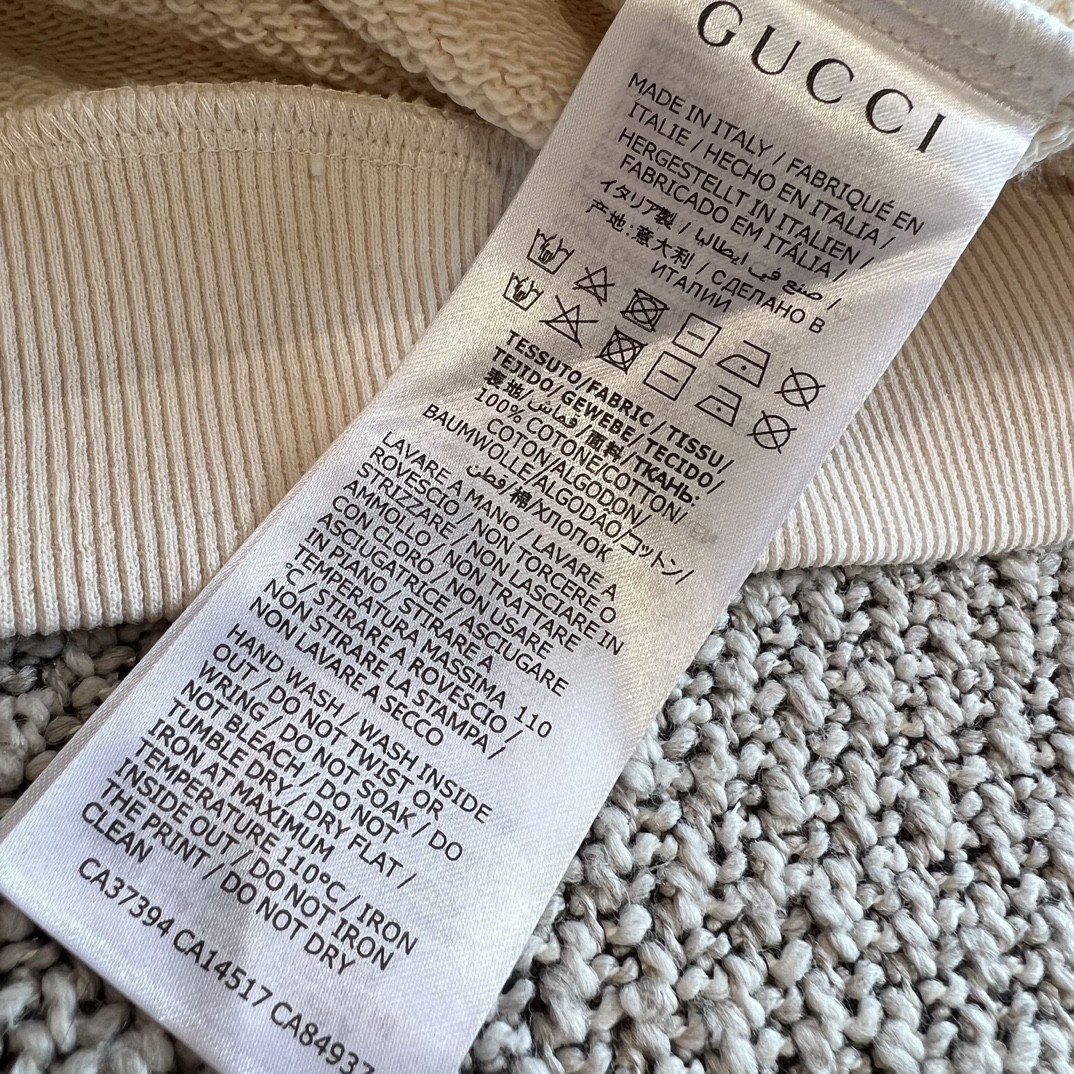 GUCCI
MADE IN ITALY / FABRIQUÉ EN
ITALIE / HECHO EN ITALIA /
HERGESTELLT IN ITALIEN /
FABRICADO EM ITÁLIA /
イタリア製 / صنع في ايطاليا /
产地:意大利 / СДЕЛАНО В
ИТАЛИИ
TESSUTO/FABRIC/TISSU/
TEJIDO/GEWEBE/TECIDO/
表地/قماش/面料/ТКАНЬ:
100% COTONE/COTTON/
COTON/ALGODON/
BAUMWOLLE/ALGODAO/コットン/
قطن/棉/ХЛОПОК
LAVARE A MANO / LAVARE A
ROVESCIO / NON TORCERE O
STRIZZARE / NON LASCIARE IN
AMMOLLO / NON TRATTARE
CON CLORO / NON USARE
ASCIUGATRICE / ASCIUGARE
IN PIANO / STIRARE A
TEMPERATURA MASSIMA 110
°C / STIRARE A ROVESCIO /
NON STIRARE LA STAMPA /
NON LAVARE A SECCO
HAND WASH / WASH INSIDE
OUT / DO NOT TWIST OR
WRING / DO NOT SOAK / DO
NOT BLEACH / DO NOT
TUMBLE DRY / DRY FLAT /
IRON AT MAXIMUM
TEMPERATURE 110°C / IRON
INSIDE OUT / DO NOT IRON
THE PRINT / DO NOT DRY
CLEAN
CA37394 CA14517 CA84937